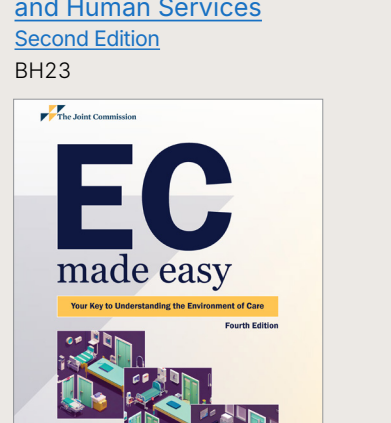 and Human Services
Second Edition
BH23
The Joint Commission
EC
made easy
Your Key to Understanding the Environment of Care
Fourth Edition